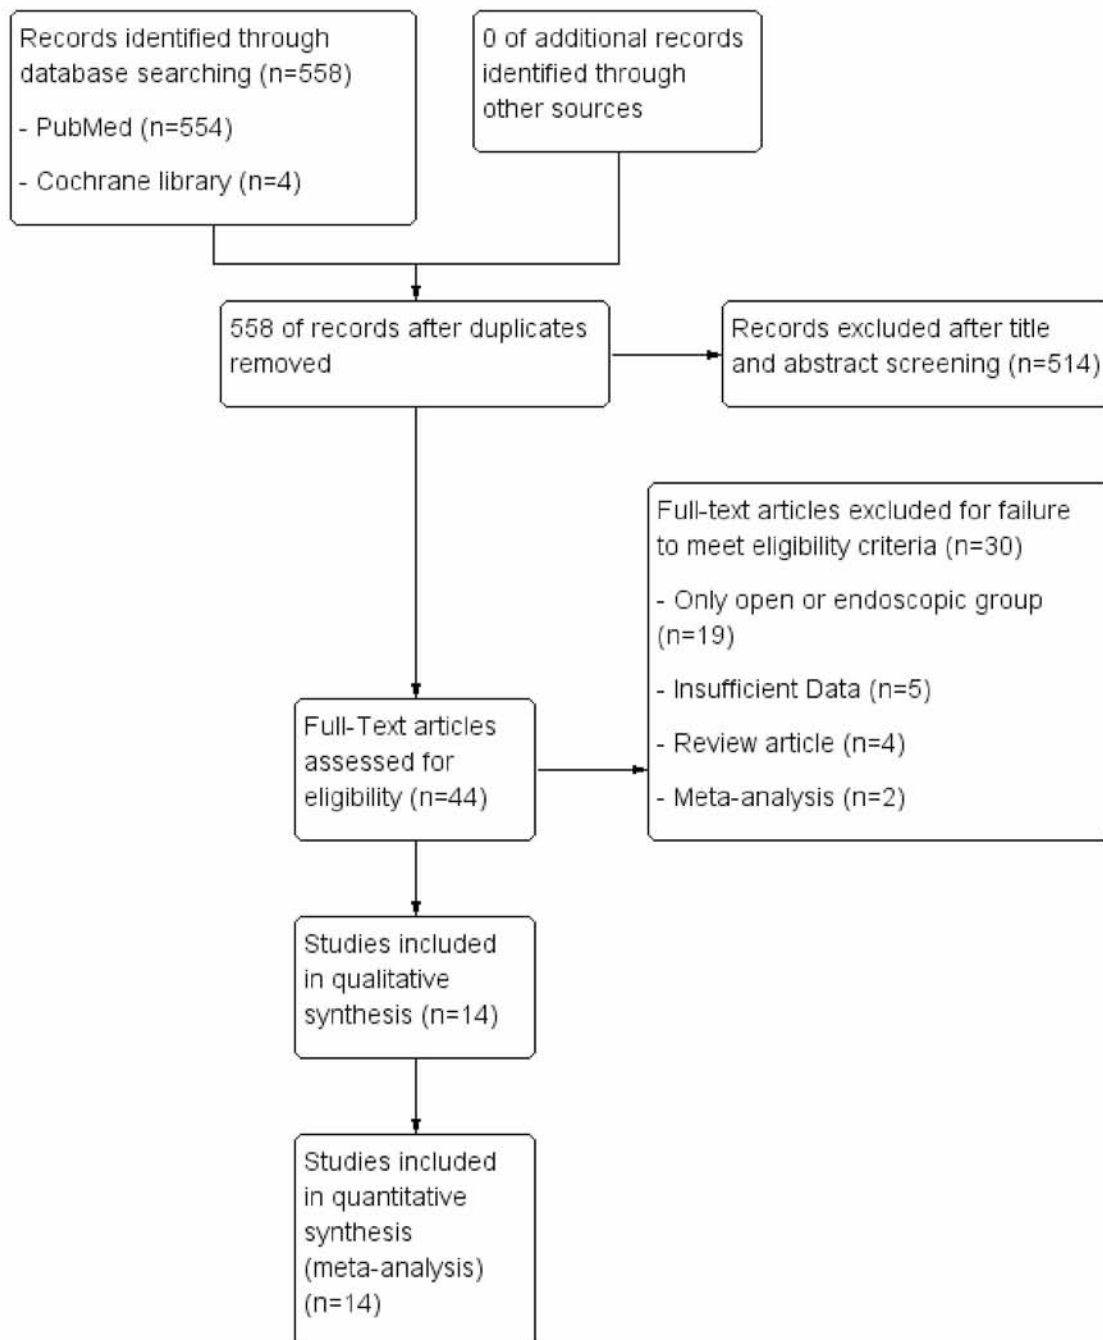 Records identified through
database searching (n=558)
- PubMed (n=554)
- Cochrane library (n=4)
0 of additional records
identified through
other sources
558 of records after duplicates
removed
Records excluded after title
and abstract screening (n=514)
Full-text articles excluded for failure
to meet eligibility criteria (n=30)
- Only open or endoscopic group
(n=19)
- Insufficient Data (n=5)
- Review article (n=4)
- Meta-analysis (n=2)
Full-Text articles
assessed for
eligibility (n=44)
Studies included
in qualitative
synthesis (n=14)
Studies included
in quantitative
synthesis
(meta-analysis)
(n=14)